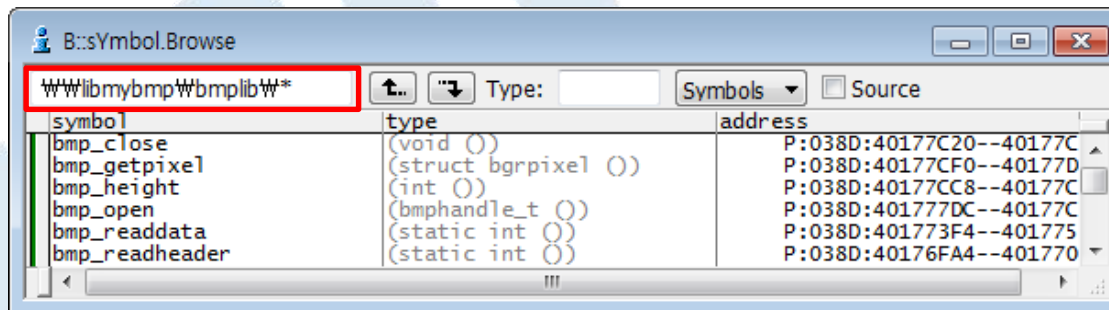 B::sYmbol.Browse
₩₩libmybmp₩bmplib₩* Type: Symbols Source
symbol type address
bmp_close (void ()) P:038D:40177C20--40177C
bmp_getpixel (struct bgrpixel ()) P:038D:40177CF0--40177D
bmp_height (int ()) P:038D:40177CC8--40177C
bmp_open (bmphandle_t ()) P:038D:401777DC--40177C
bmp_readdata (static int ()) P:038D:401773F4--401775
bmp_readheader (static int ()) P:038D:40176FA4--401770